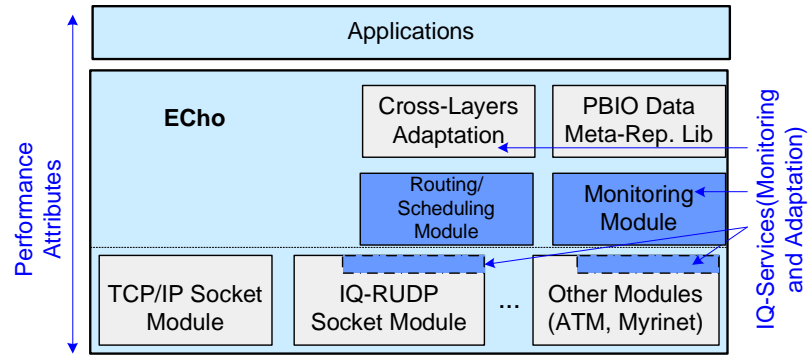 Applications
ECho
Cross-Layers
Adaptation
PBIO Data
Meta-Rep. Lib
Routing/
Scheduling
Module
Monitoring
Module
TCP/IP Socket
Module
IQ-RUDP
Socket Module
...
Other Modules
(ATM, Myrinet)
Performance
Attributes
IQ-Services(Monitoring
and Adaptation)